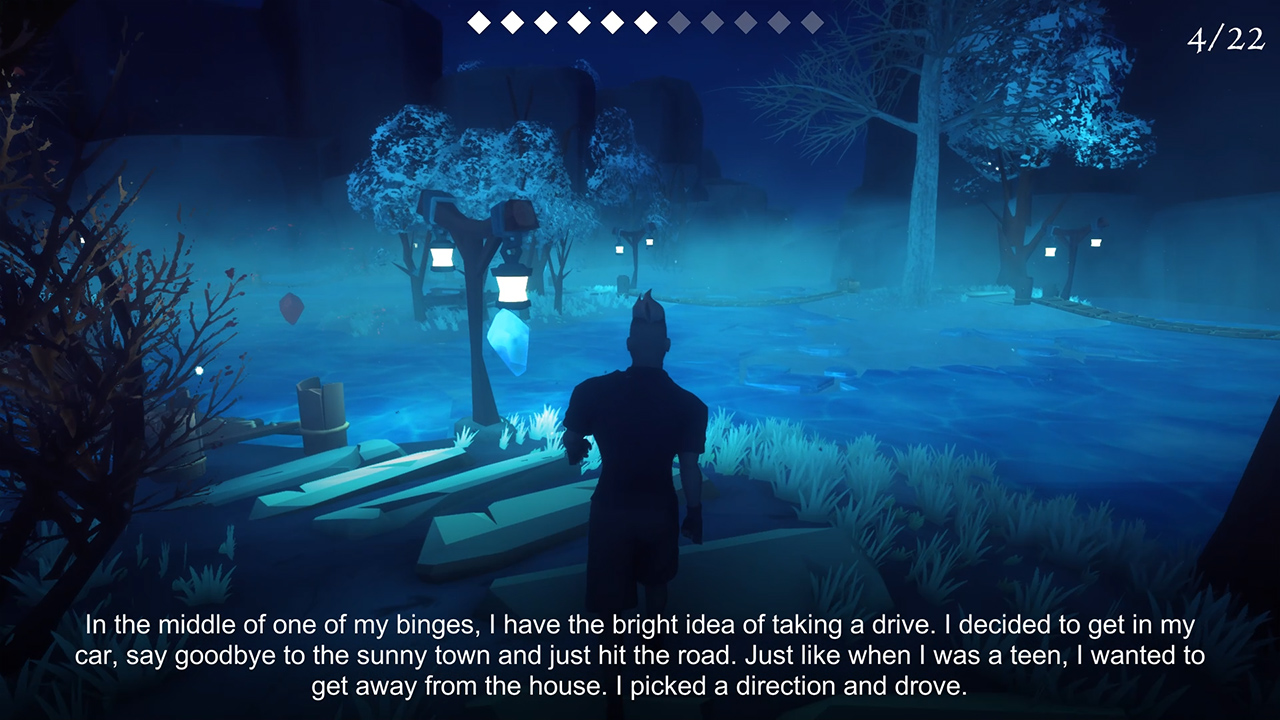 4/22
In the middle of one of my binges, I have the bright idea of taking a drive. I decided to get in my
car, say goodbye to the sunny town and just hit the road. Just like when I was a teen, I wanted to
get away from the house. I picked a direction and drove.